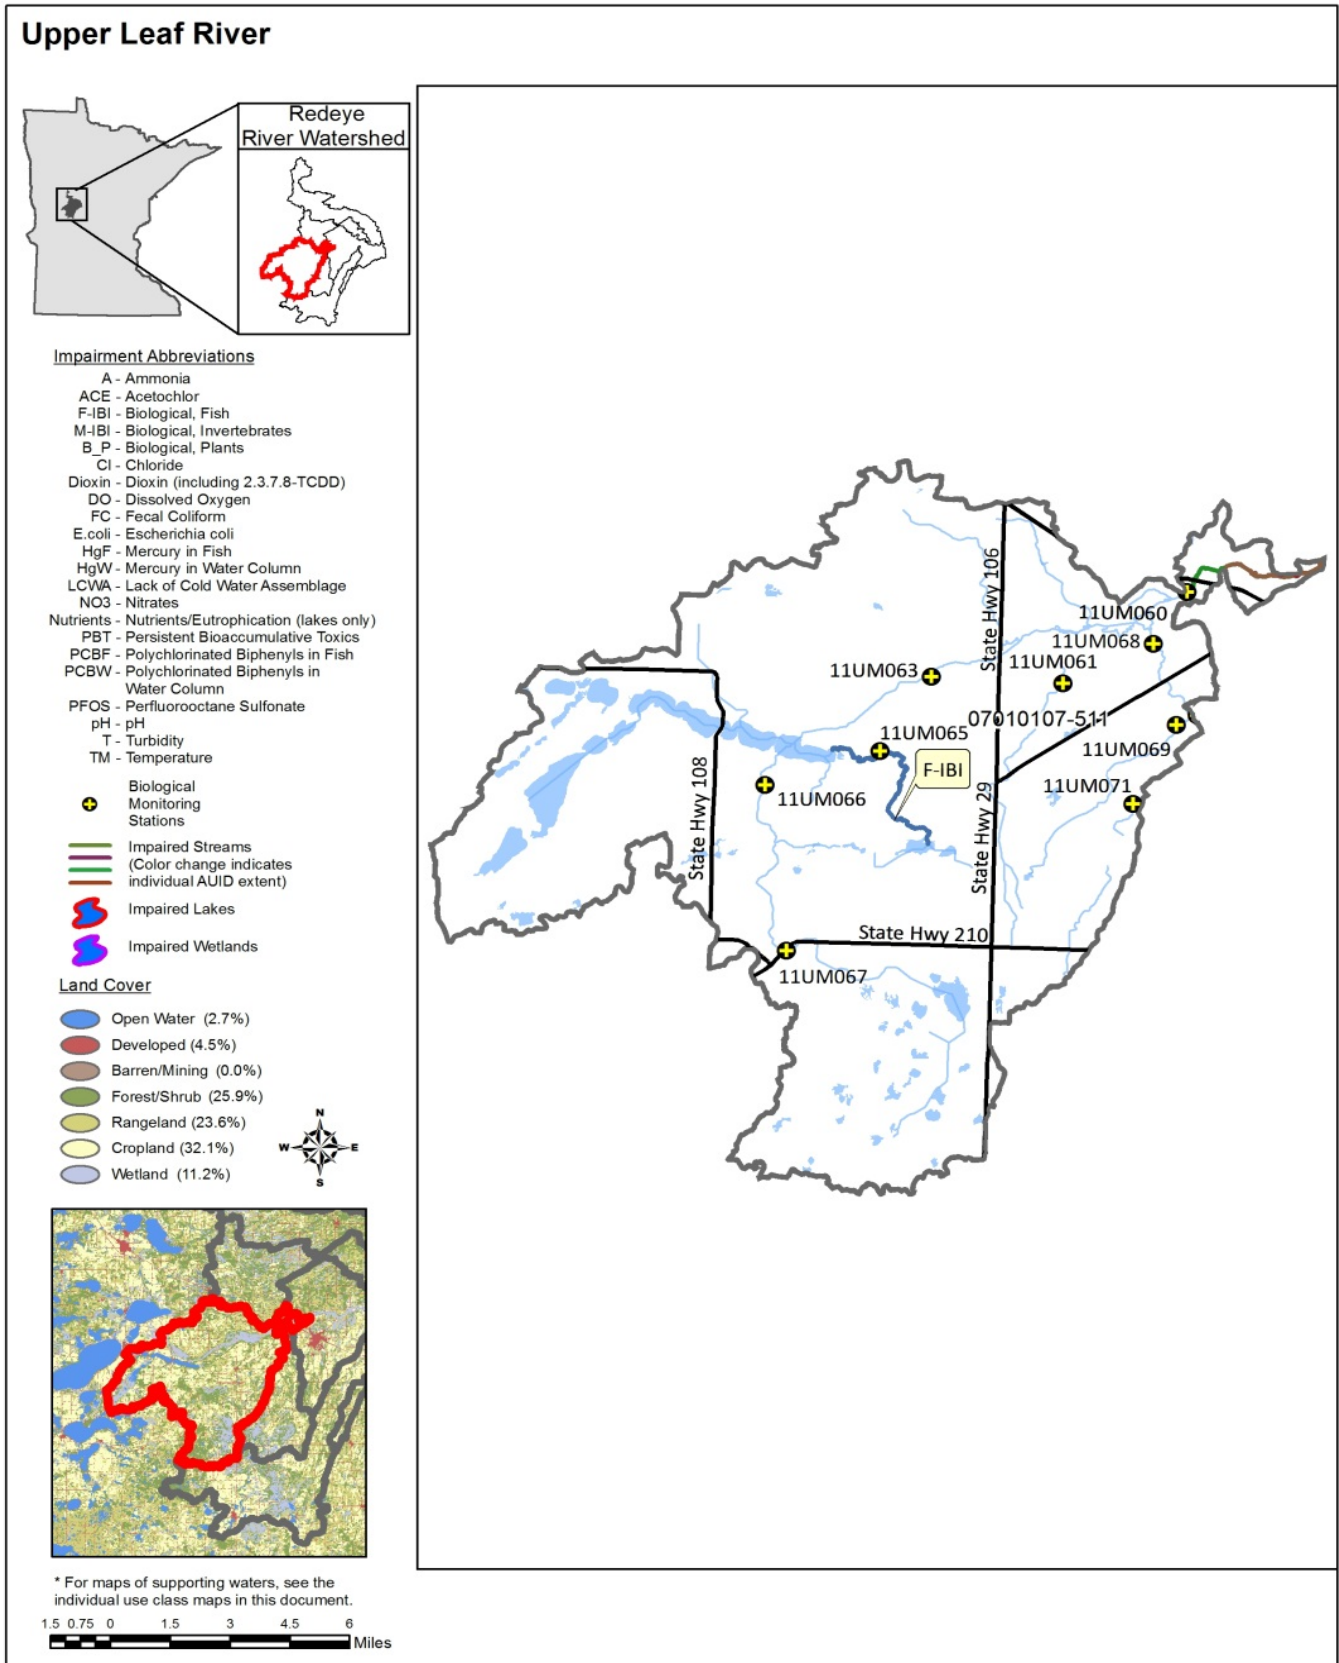 Upper Leaf River
Redeye
River Watershed
Impairment Abbreviations
A - Ammonia
ACE - Acetochlor
F-IBI - Biological, Fish
M-IBI - Biological, Invertebrates
B_P - Biological, Plants
Cl - Chloride
Dioxin - Dioxin (including 2.3.7.8-TCDD)
DO - Dissolved Oxygen
FC - Fecal Coliform
E.coli - Escherichia coli
HgF - Mercury in Fish
HgW - Mercury in Water Column
LCWA - Lack of Cold Water Assemblage
NO3 - Nitrates
Nutrients - Nutrients/Eutrophication (lakes only)
PBT - Persistent Bioaccumulative Toxics
PCBF - Polychlorinated Biphenyls in Fish
PCBW - Polychlorinated Biphenyls in
Water Column
PFOS - Perfluorooctane Sulfonate
pH - pH
T - Turbidity
TM - Temperature
Biological
Monitoring
Stations
Impaired Streams
(Color change indicates
individual AUID extent)
Impaired Lakes
Impaired Wetlands
Land Cover
Open Water (2.7%)
Developed (4.5%)
Barren/Mining (0.0%)
Forest/Shrub (25.9%)
Rangeland (23.6%)
Cropland (32.1%)
Wetland (11.2%)
N
W
E
S
* For maps of supporting waters, see the
individual use class maps in this document.
1.5 0.75 0 1.5 3 4.5 6
Miles
State Hwy 106
11UM060
11UM068
11UM061
11UM063
07010107-511
11UM065
11UM069
F-IBI
11UM071
11UM066
State Hwy 108
State Hwy 29
State Hwy 210
11UM067